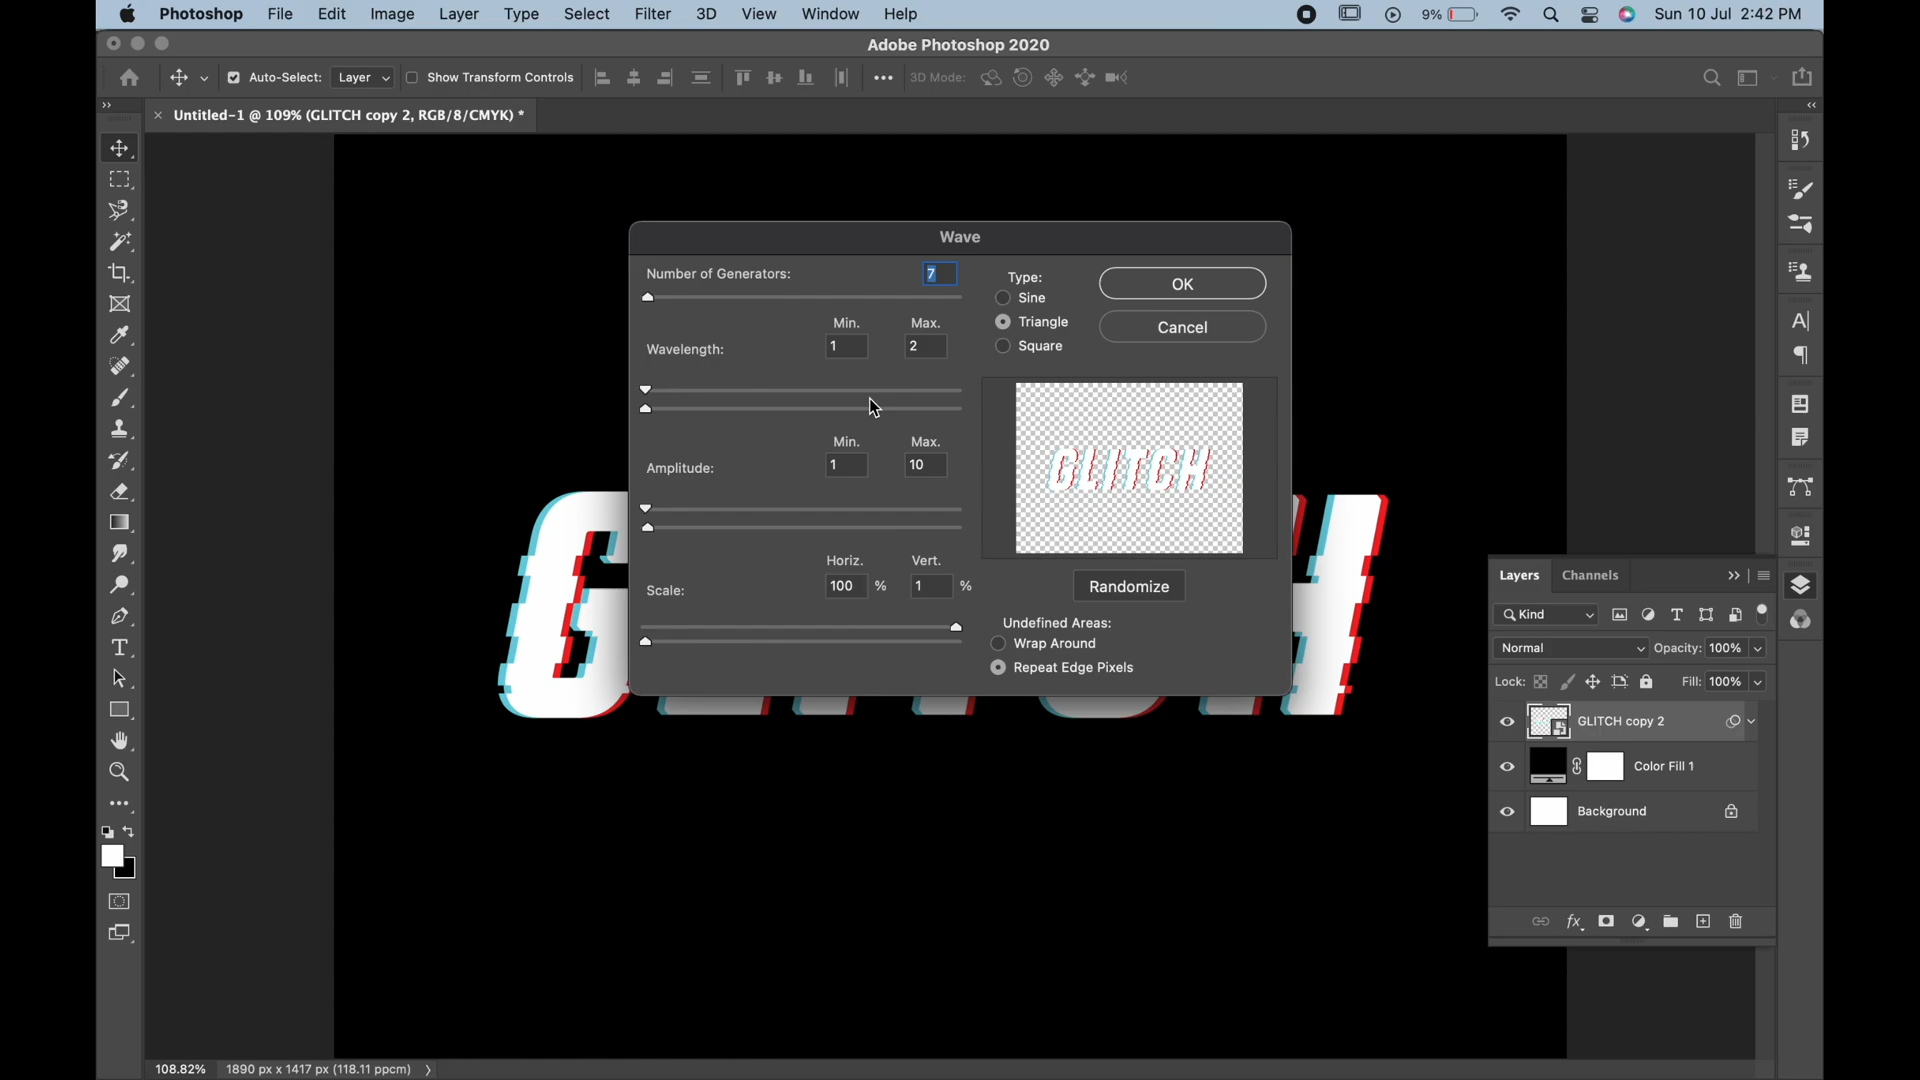 Photoshop File Edit Image Layer Type Select Filter 3D View Window Help 9% Sun 10 Jul 2:42 PM
Adobe Photoshop 2020
Auto-Select: Layer Show Transform Controls 3D Mode:
Untitled-1 @ 109% (GLITCH copy 2, RGB/8/CMYK) *
Wave
Number of Generators: 7
Type:
OK
Sine
Min. Max.
Triangle
Cancel
Wavelength: 1 2
Square
Min. Max.
Amplitude: 1 10
GLITCH
Horiz. Vert.
Scale: 100 % 1 %
Randomize
Undefined Areas:
Wrap Around
Repeat Edge Pixels
GLITCH
Layers Channels
Kind
Normal Opacity: 100%
Lock: Fill: 100%
GLITCH copy 2
Color Fill 1
Background
fx
108.82% 1890 px x 1417 px (118.11 ppcm)